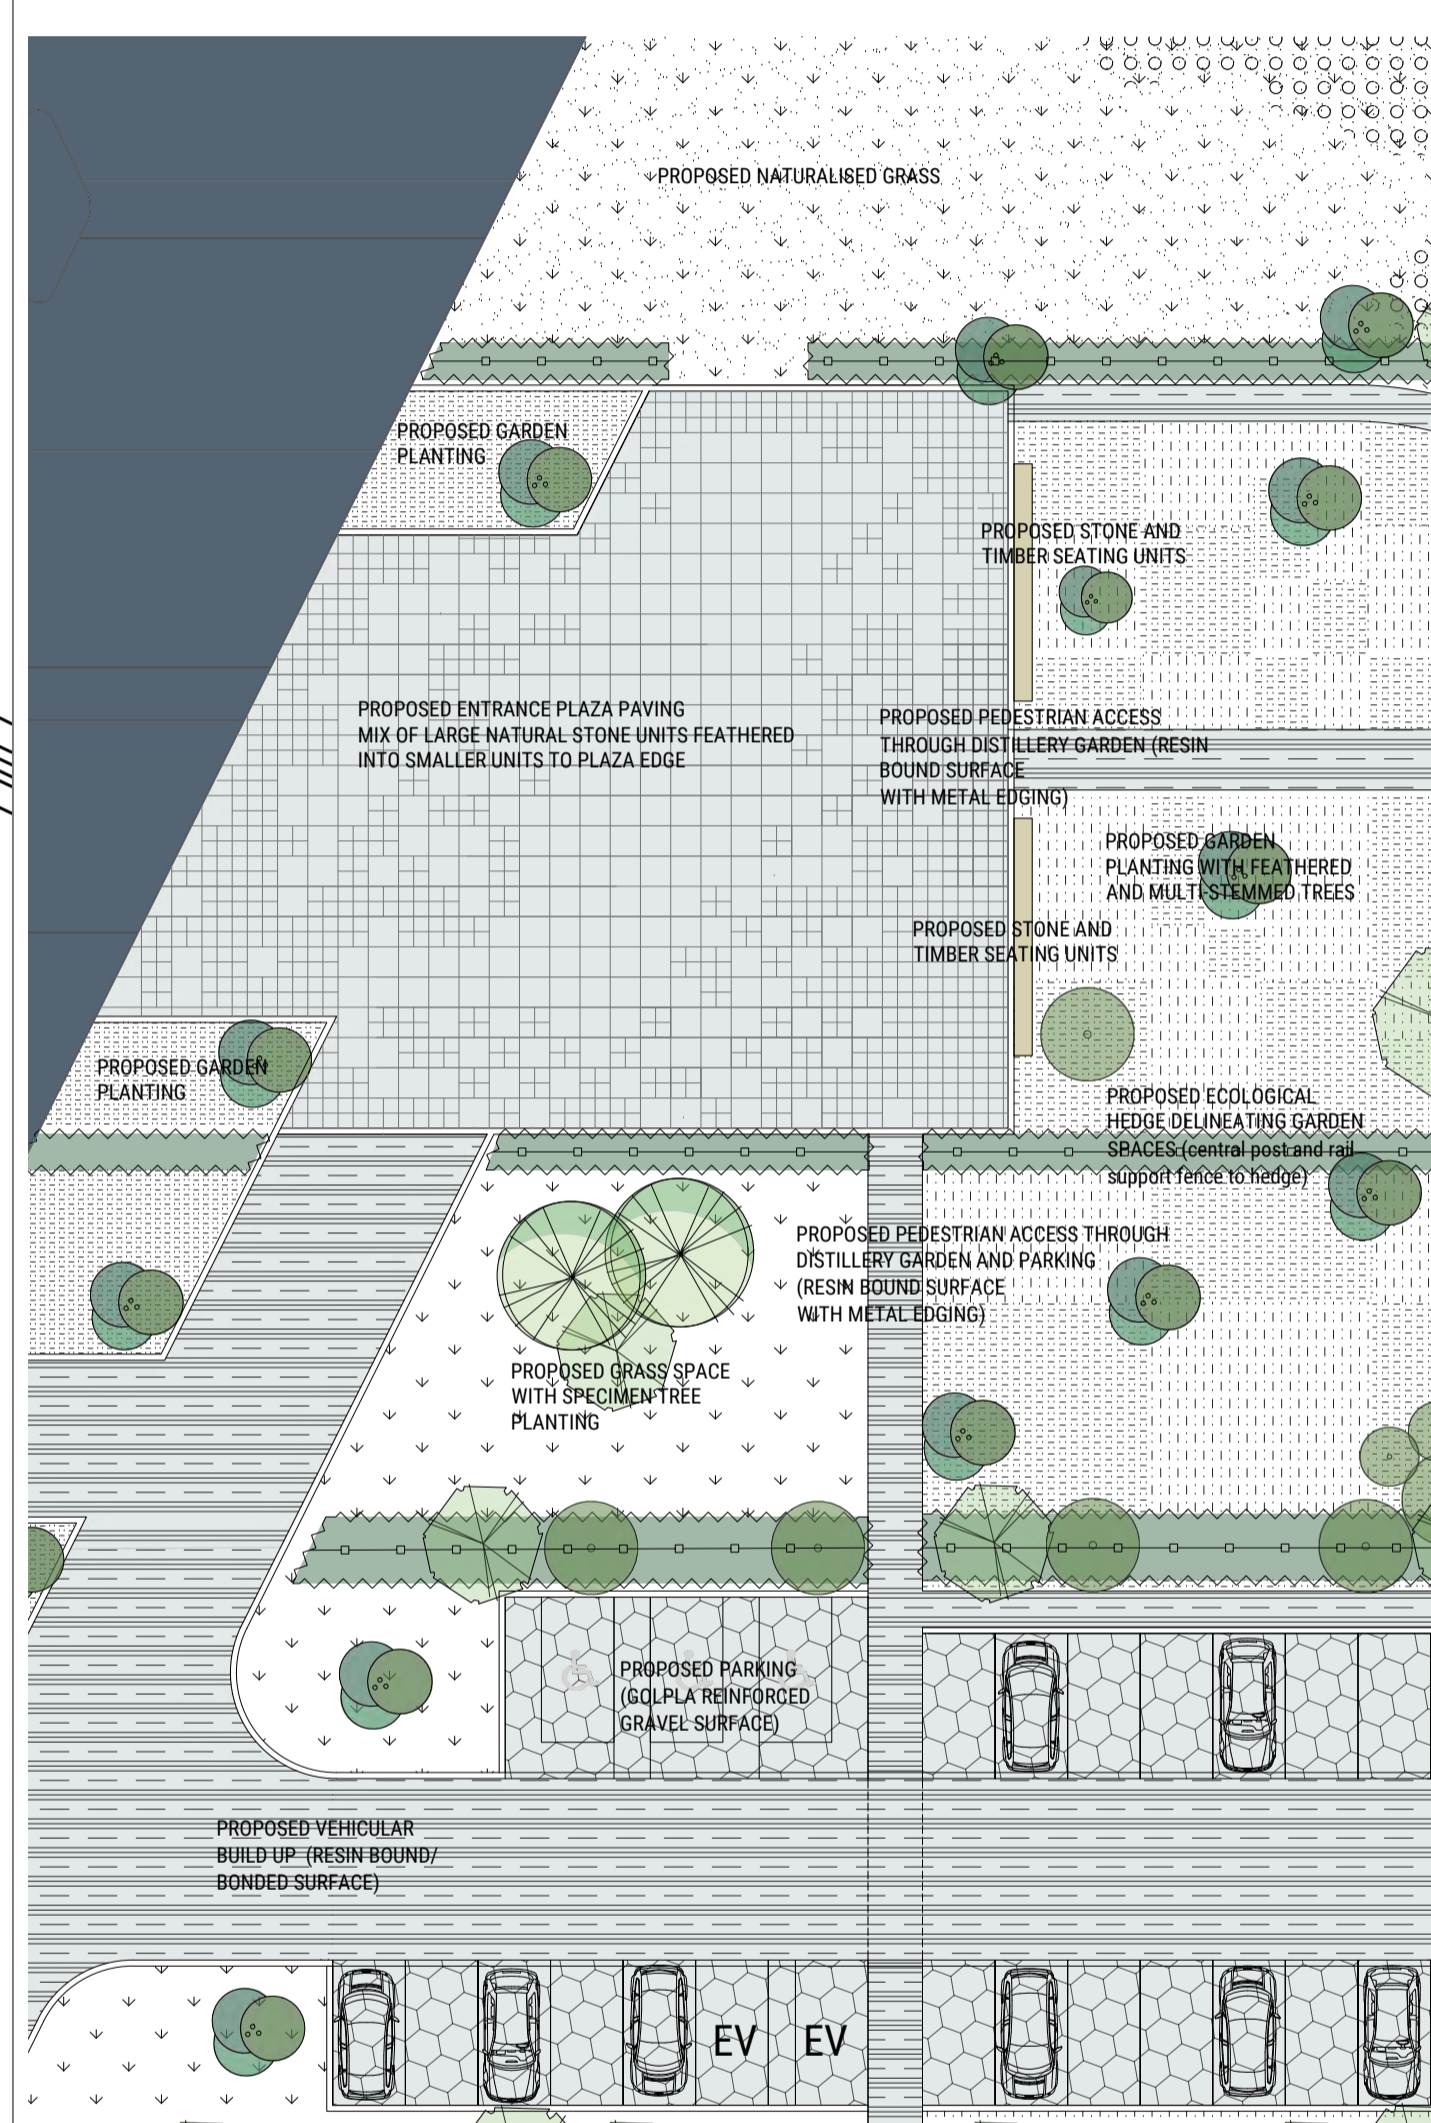 PROPOSED NATURALISED GRASS
PROPOSED GARDEN
PLANTING
PROPOSED STONE AND
TIMBER SEATING UNITS
PROPOSED ENTRANCE PLAZA PAVING
MIX OF LARGE NATURAL STONE UNITS FEATHERED
INTO SMALLER UNITS TO PLAZA EDGE
PROPOSED PEDESTRIAN ACCESS
THROUGH DISTILLERY GARDEN (RESIN
BOUND SURFACE
WITH METAL EDGING)
PROPOSED GARDEN
PLANTING WITH FEATHERED
AND MULTI-STEMMED TREES
PROPOSED STONE AND
TIMBER SEATING UNITS
PROPOSED GARDEN
PLANTING
PROPOSED ECOLOGICAL
HEDGE DELINEATING GARDEN
SPACES (central post and rail
support fence to hedge)
PROPOSED PEDESTRIAN ACCESS THROUGH
DISTILLERY GARDEN AND PARKING
(RESIN BOUND SURFACE
WITH METAL EDGING)
PROPOSED GRASS SPACE
WITH SPECIMEN TREE
PLANTING
PROPOSED PARKING
(GOLPLA REINFORCED
GRAVEL SURFACE)
PROPOSED VEHICULAR
BUILD UP (RESIN BOUND/
BONDED SURFACE)
EV EV